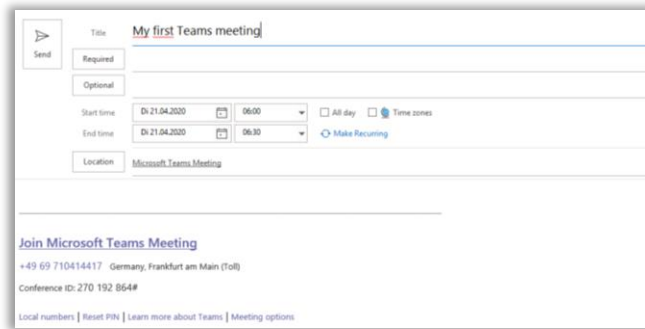 Title My first Teams meeting
Send
Required
Optional
Start time Di 21.04.2020 06:00 All day Time zones
End time Di 21.04.2020 06:30 Make Recurring
Location Microsoft Teams Meeting
Join Microsoft Teams Meeting
+49 69 710414417 Germany, Frankfurt am Main (Toll)
Conference ID: 270 192 864#
Local numbers | Reset PIN | Learn more about Teams | Meeting options